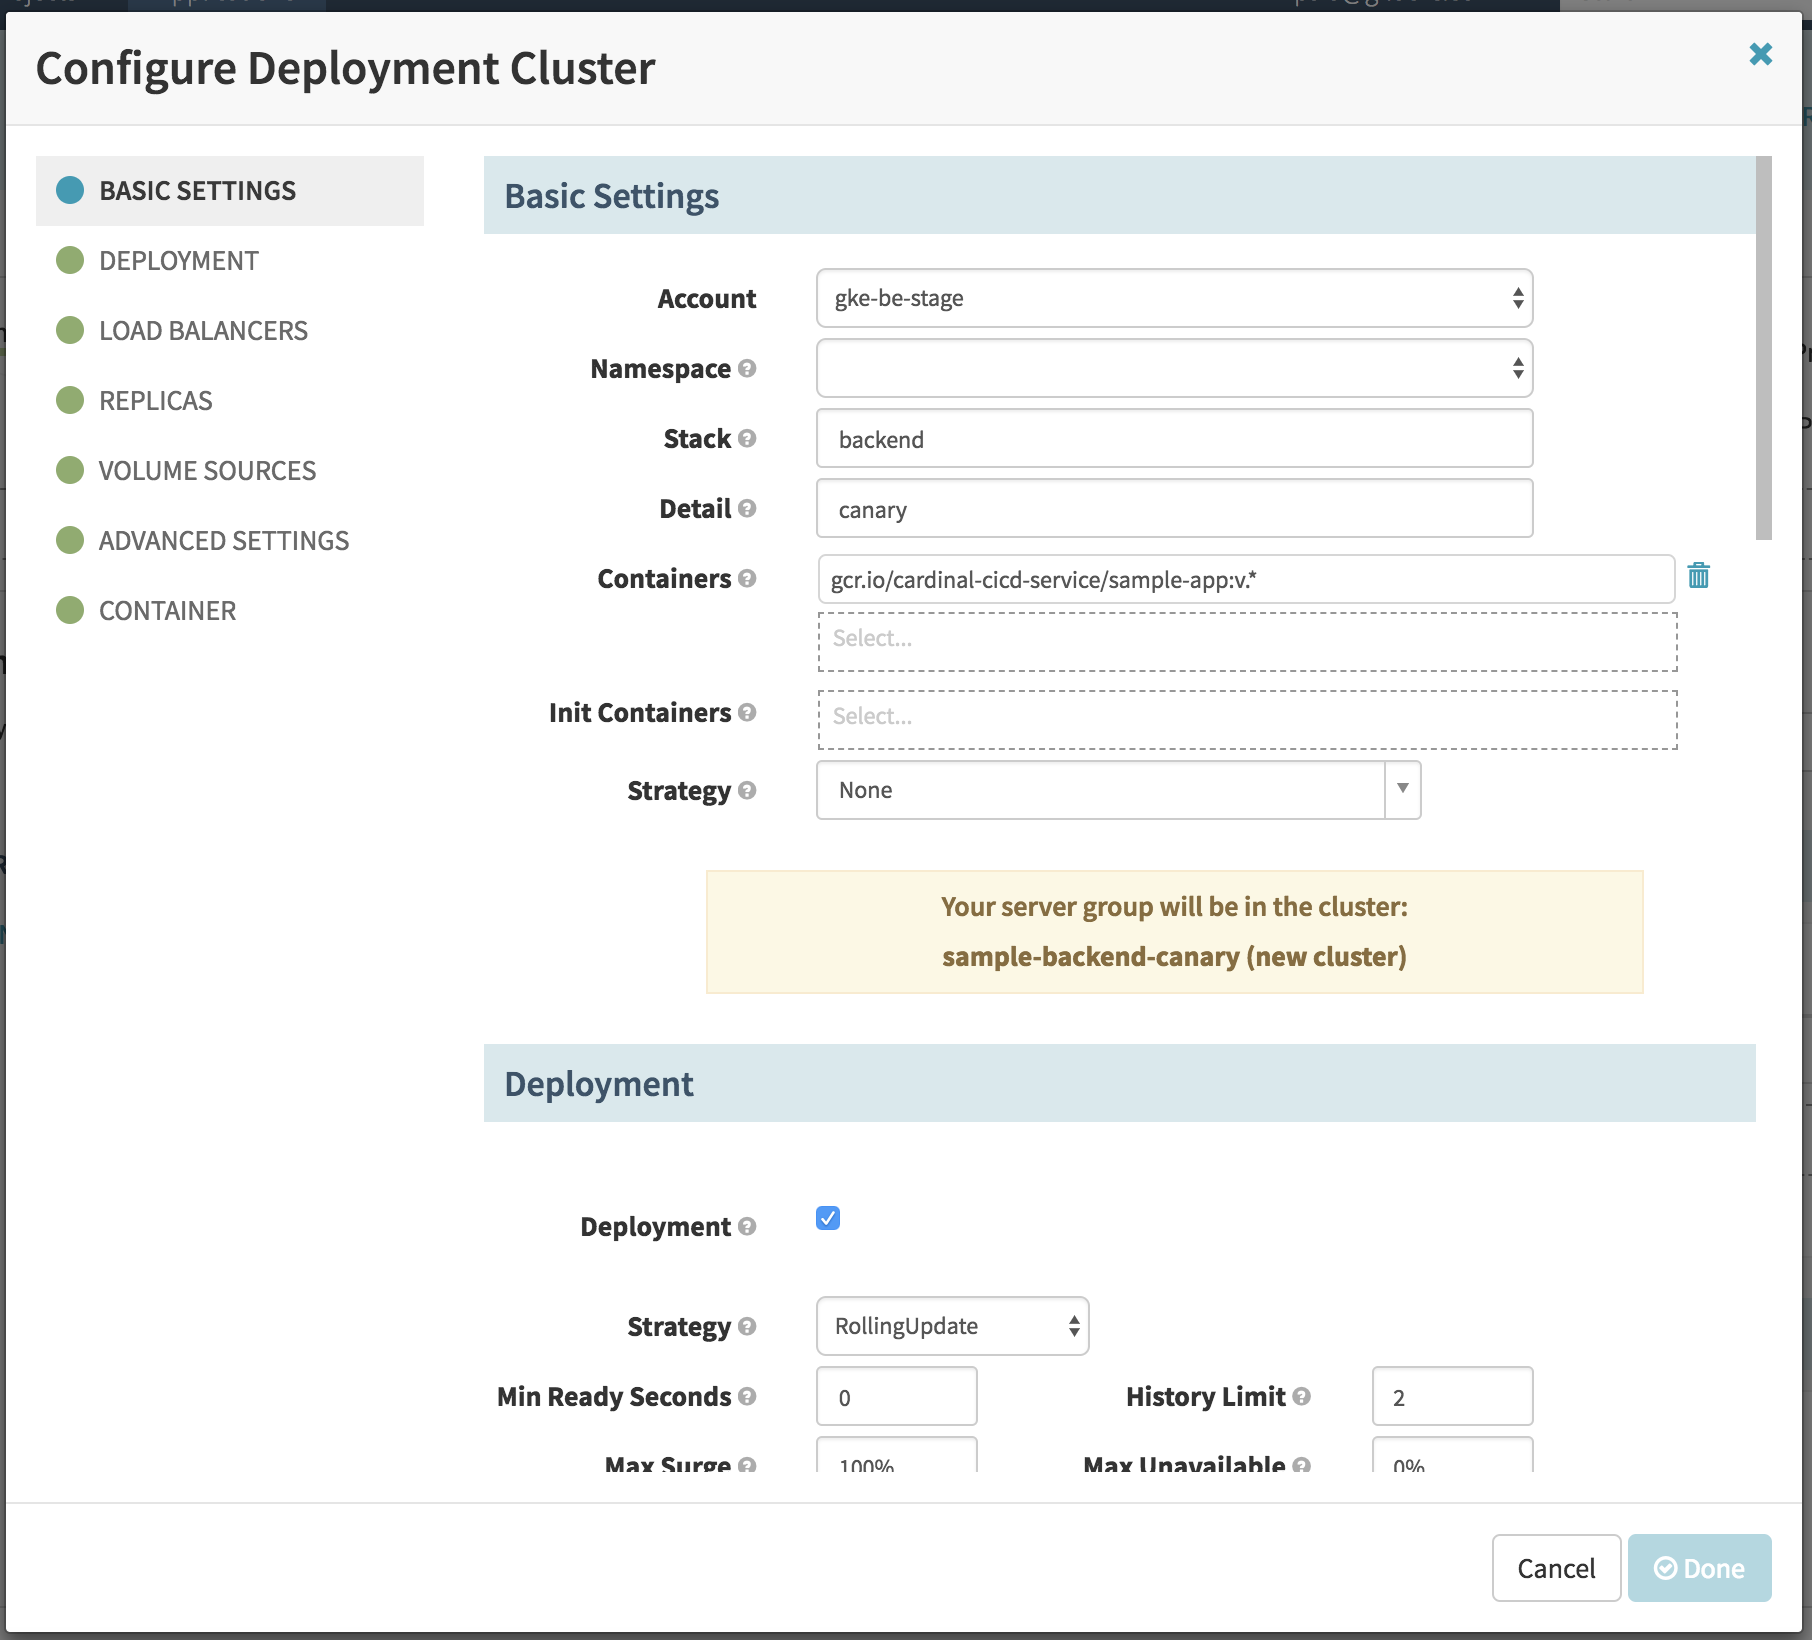 Configure Deployment Cluster
BASIC SETTINGS
DEPLOYMENT
LOAD BALANCERS
REPLICAS
VOLUME SOURCES
ADVANCED SETTINGS
CONTAINER
Basic Settings
Account gke-be-stage
Namespace
Stack backend
Detail canary
Containers gcr.io/cardinal-cicd-service/sample-app:v.*
Select...
Init Containers Select...
Strategy None
Your server group will be in the cluster:
sample-backend-canary (new cluster)
Deployment
Deployment
Strategy RollingUpdate
Min Ready Seconds 0 History Limit 2
Max Surge 100% Max Unavailable 0%
Cancel Done